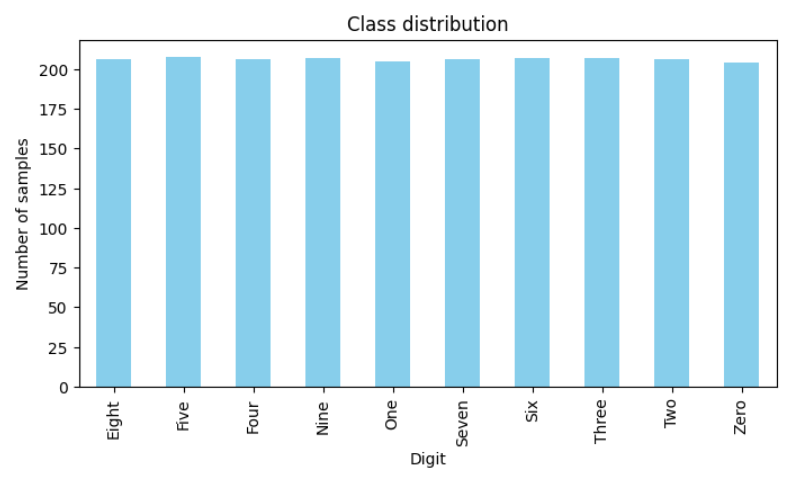 Class distribution
200
175
150
125
100
75
50
25
0
Number of samples
Eight Five Four Nine One Seven Six Three Two Zero
Digit